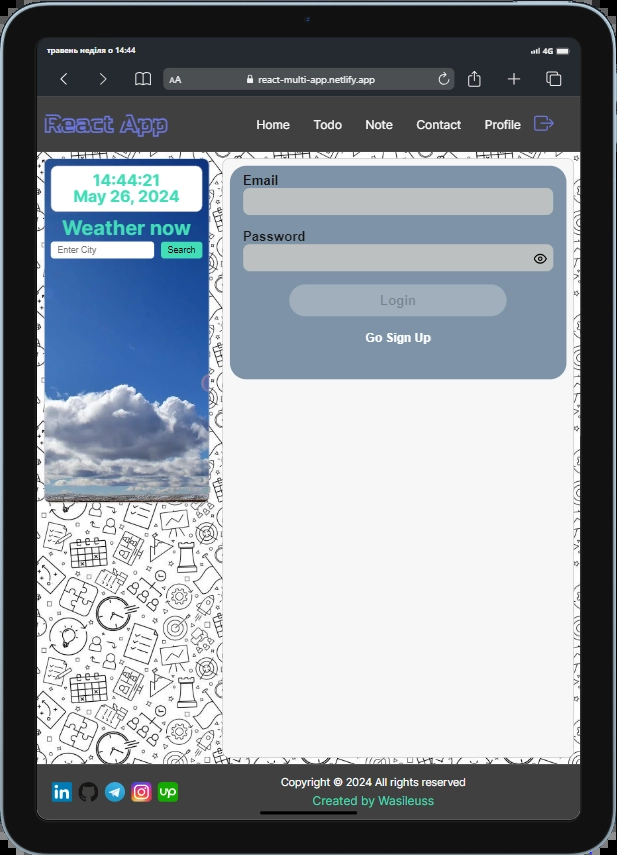 травень неділя о 14:44
4G
AA
react-multi-app.netlify.app
React App
Home Todo Note Contact Profile
14:44:21
May 26, 2024
Weather now
Enter City
Search
Email
Password
Login
Go Sign Up
in
up
Copyright © 2024 All rights reserved
Created by Wasileuss